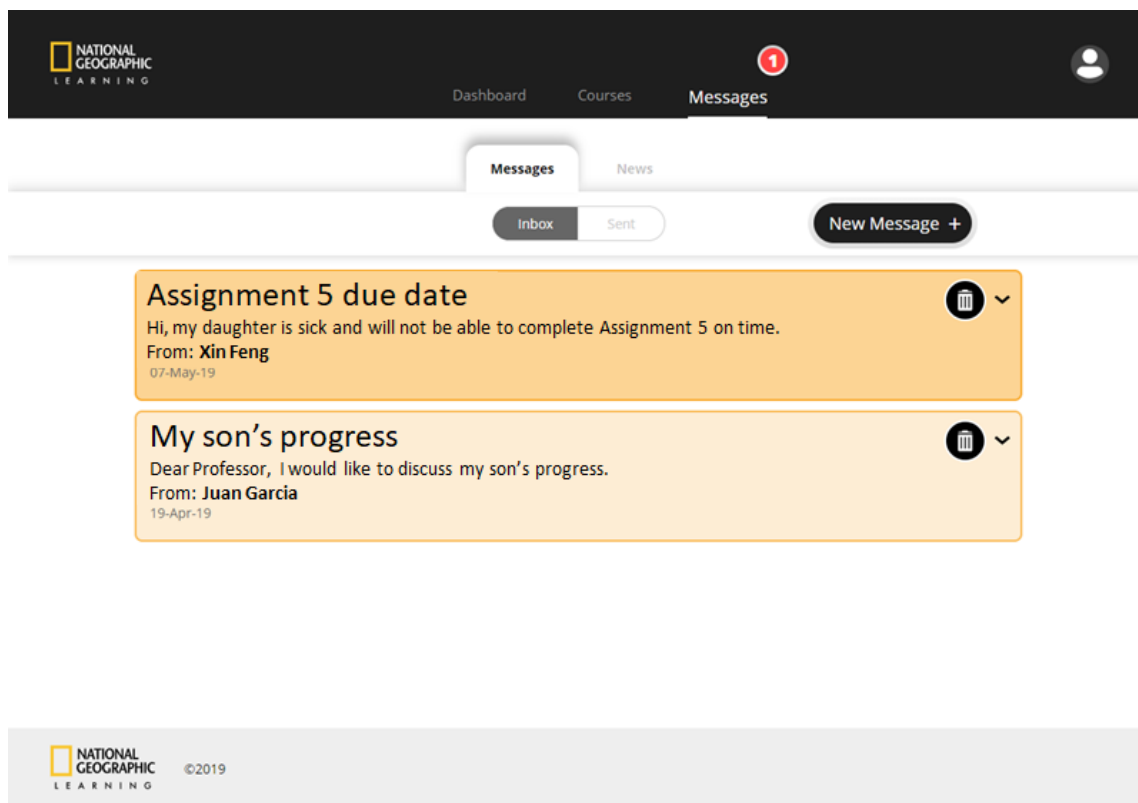 NATIONAL
GEOGRAPHIC
LEARNING
1
Dashboard Courses Messages
Messages News
Inbox Sent New Message +
Assignment 5 due date
Hi, my daughter is sick and will not be able to complete Assignment 5 on time.
From: Xin Feng
07-May-19
My son’s progress
Dear Professor, I would like to discuss my son’s progress.
From: Juan Garcia
19-Apr-19
NATIONAL
GEOGRAPHIC
LEARNING
©2019